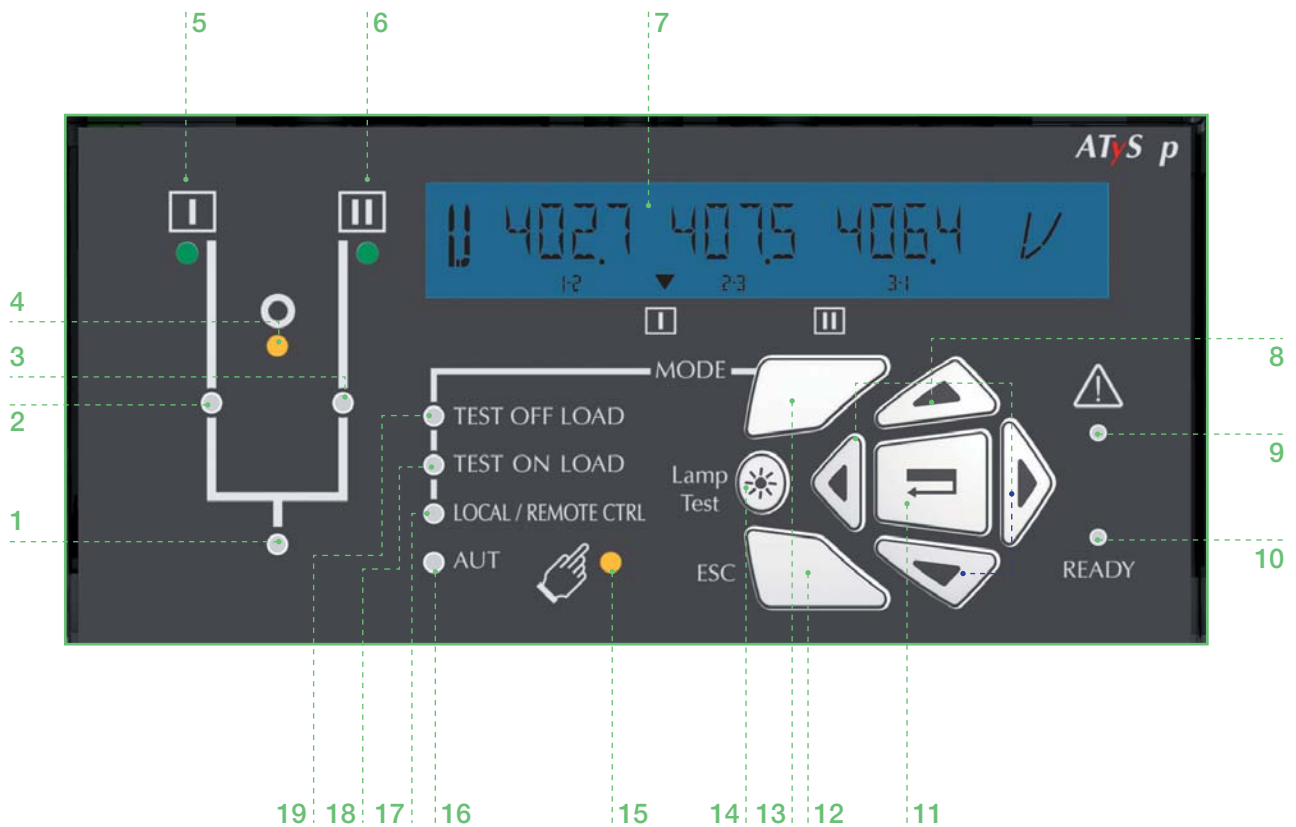 5 6 7
ATyS p
I II
U 402.7 407.5 406.4 V
1-2 2-3 3-1
4
I II
3 8
MODE
2 TEST OFF LOAD
9
TEST ON LOAD
Lamp
Test
1 LOCAL / REMOTE CTRL
10
AUT
ESC READY
19 18 17 16 15 14 13 12 11